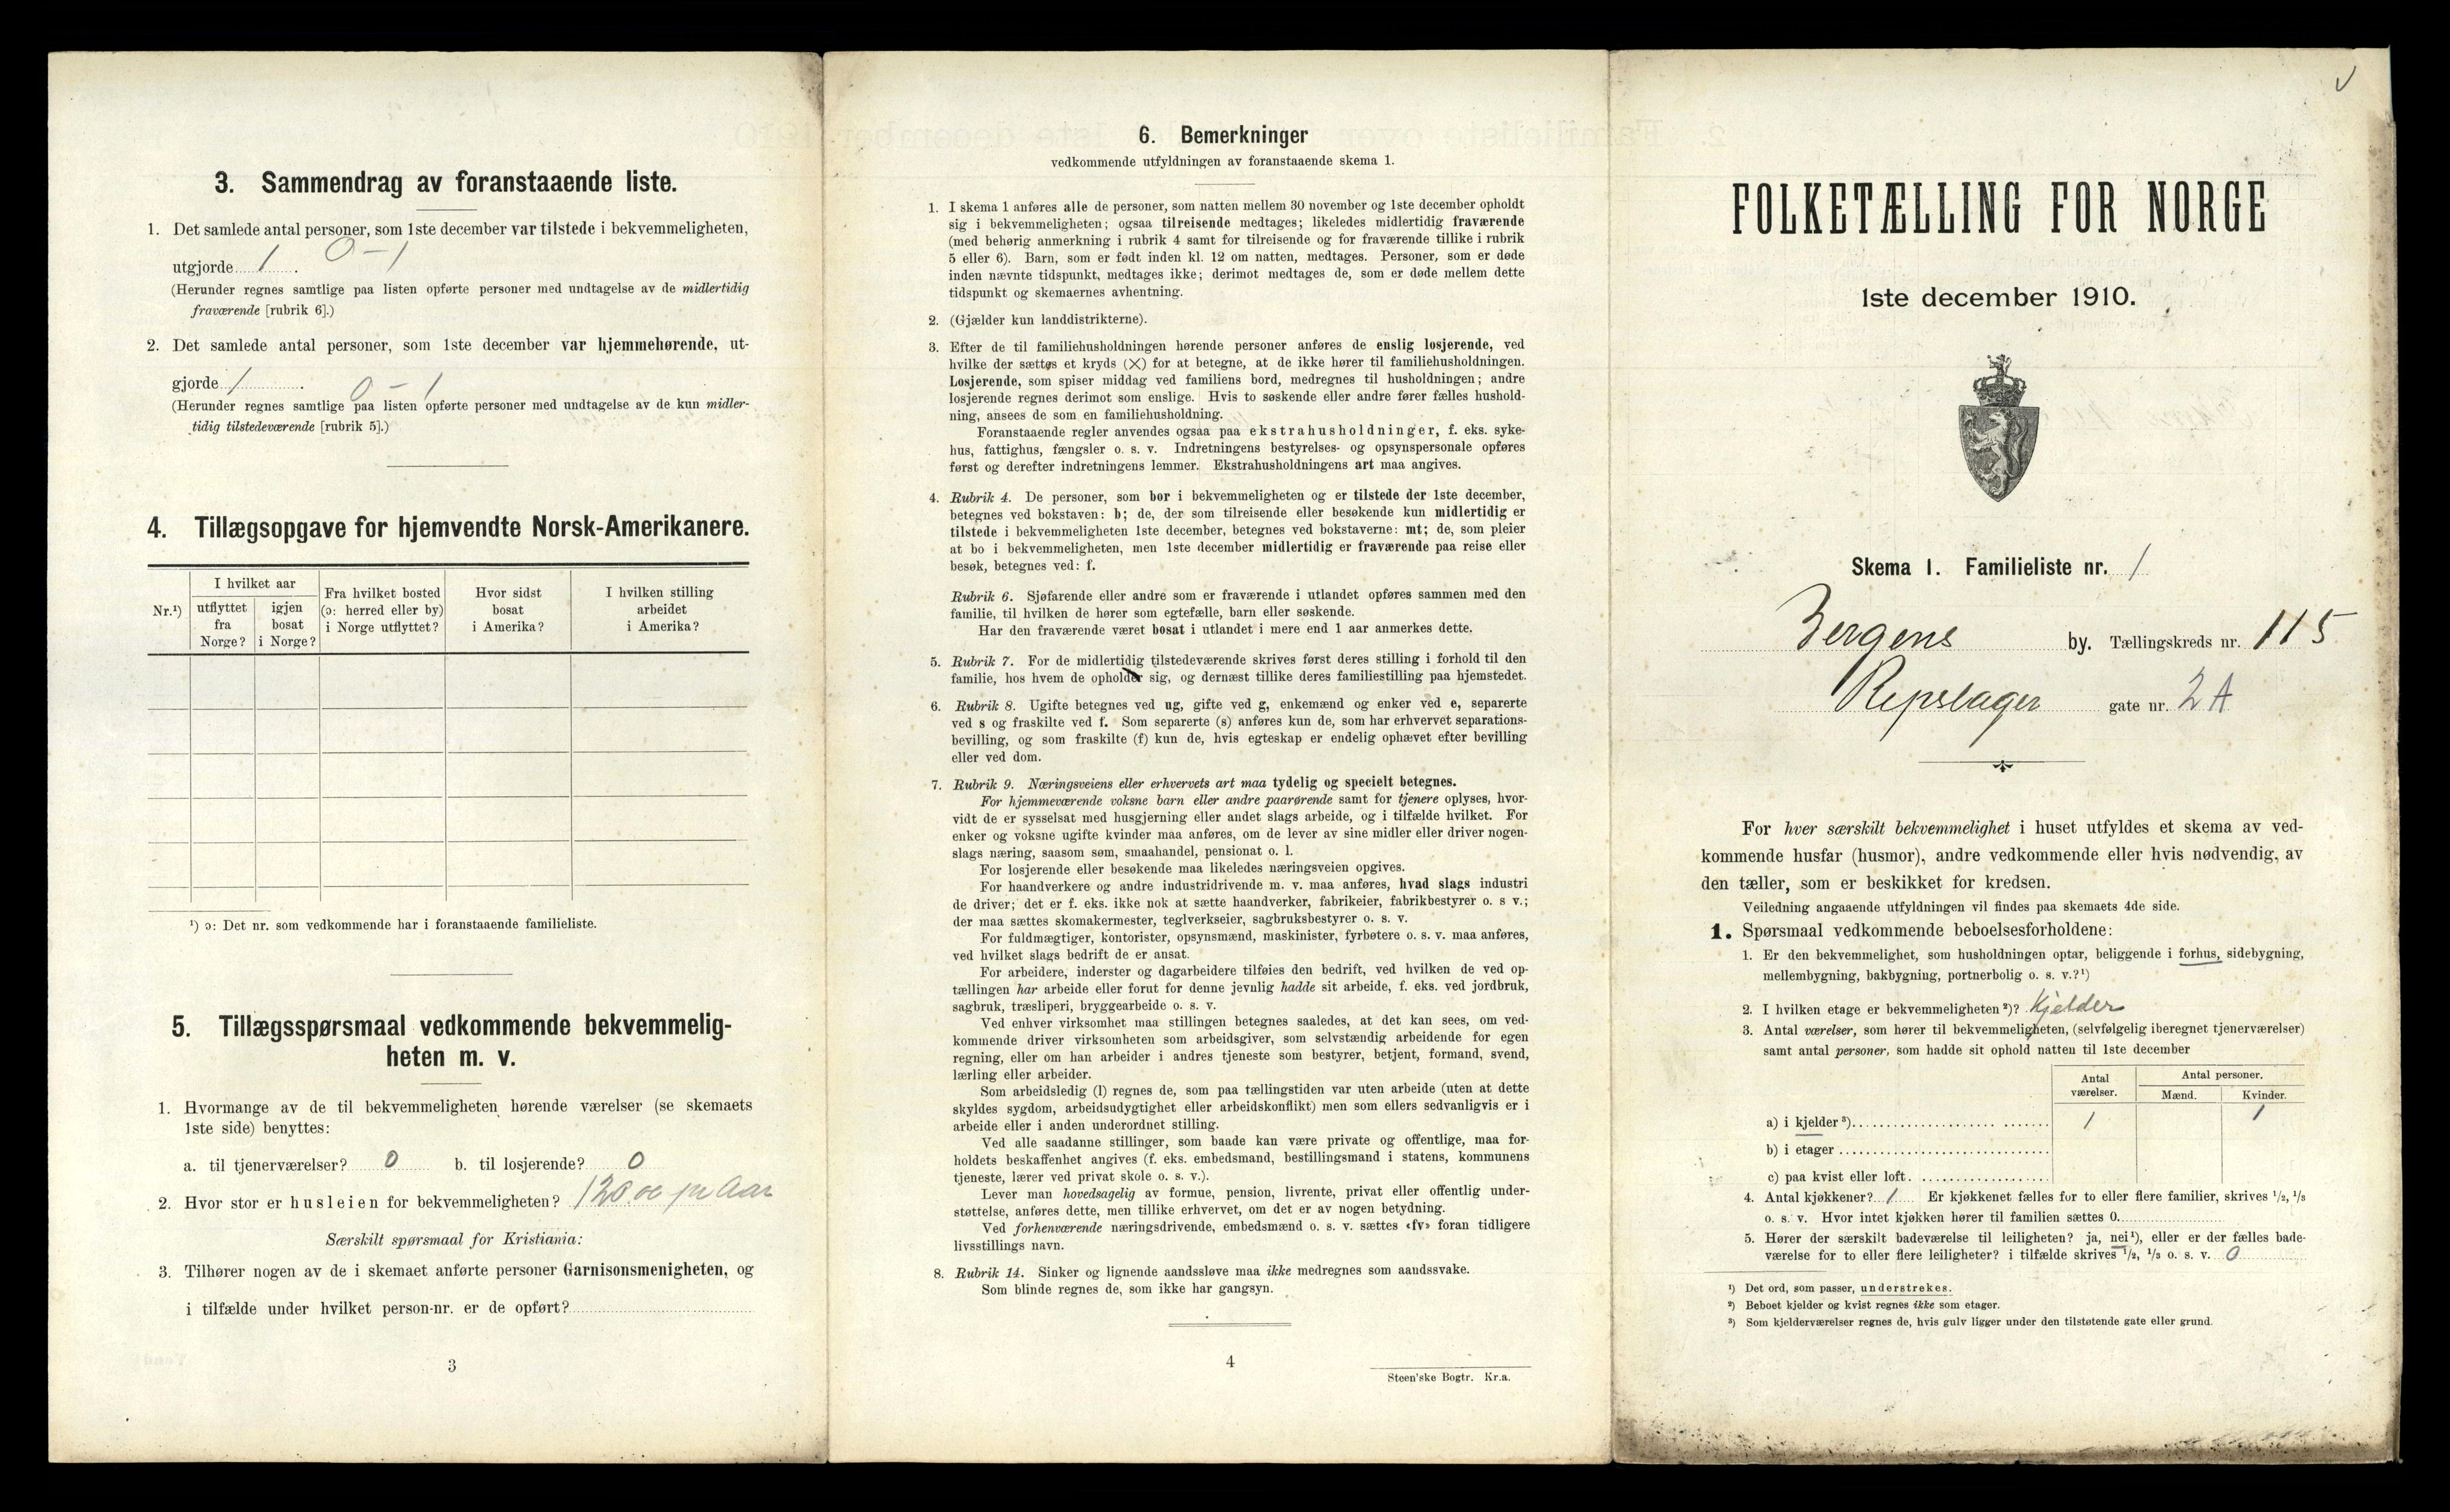 3. Sammendrag av foranstaaende liste.
1. Det samlede antal personer, som 1ste december var tilstede i bekvemmeligheten,
utgjorde 1 . 0 – 1
(Herunder regnes samtlige paa listen opførte personer med undtagelse av de midlertidig
fraværende [rubrik 6].)
2. Det samlede antal personer, som 1ste december var hjemmehørende, ut-
gjorde 1 . 0 – 1
(Herunder regnes samtlige paa listen opførte personer med undtagelse av de kun midler-
tidig tilstedeværende [rubrik 5].)
4. Tillægsopgave for hjemvendte Norsk-Amerikanere.
Nr.¹)
I hvilket aar
utflyttet
fra
Norge?
igjen
bosat
i Norge?
Fra hvilket bosted
(ɔ: herred eller by)
i Norge utflyttet?
Hvor sidst
bosat
i Amerika?
I hvilken stilling
arbeidet
i Amerika?
¹) ɔ: Det nr. som vedkommende har i foranstaaende familieliste.
5. Tillægsspørsmaal vedkommende bekvemmelig-
heten m. v.
1. Hvormange av de til bekvemmeligheten hørende værelser (se skemaets
1ste side) benyttes:
a. til tjenerværelser? 0 b. til losjerende? 0
2. Hvor stor er husleien for bekvemmeligheten? 120.00 pr Aar
Særskilt spørsmaal for Kristiania:
3. Tilhører nogen av de i skemaet anførte personer Garnisonsmenigheten, og
i tilfælde under hvilket person-nr. er de opført?
3
6. Bemerkninger
vedkommende utfyldningen av foranstaaende skema 1.
1. I skema 1 anføres alle de personer, som natten mellem 30 november og 1ste december opholdt
sig i bekvemmeligheten; ogsaa tilreisende medtages; likeledes midlertidig fraværende
(med behørig anmerkning i rubrik 4 samt for tilreisende og for fraværende tillike i rubrik
5 eller 6). Barn, som er født inden kl. 12 om natten, medtages. Personer, som er døde
inden nævnte tidspunkt, medtages ikke; derimot medtages de, som er døde mellem dette
tidspunkt og skemaernes avhentning.
2. (Gjælder kun landdistrikterne).
3. Efter de til familiehusholdningen hørende personer anføres de enslig losjerende, ved
hvilke der sættes et kryds (×) for at betegne, at de ikke hører til familiehusholdningen.
Losjerende, som spiser middag ved familiens bord, medregnes til husholdningen; andre
losjerende regnes derimot som enslige. Hvis to søskende eller andre fører fælles hushold-
ning, ansees de som en familiehusholdning.
Foranstaaende regler anvendes ogsaa paa ekstrahusholdninger, f. eks. syke-
hus, fattighus, fængsler o. s. v. Indretningens bestyrelses- og opsynspersonale opføres
først og derefter indretningens lemmer. Ekstrahusholdningens art maa angives.
4. Rubrik 4. De personer, som bor i bekvemmeligheten og er tilstede der 1ste december,
betegnes ved bokstaven: b; de, der som tilreisende eller besøkende kun midlertidig er
tilstede i bekvemmeligheten 1ste december, betegnes ved bokstaverne: mt; de, som pleier
at bo i bekvemmeligheten, men 1ste december midlertidig er fraværende paa reise eller
besøk, betegnes ved: f.
Rubrik 6. Sjøfarende eller andre som er fraværende i utlandet opføres sammen med den
familie, til hvilken de hører som egtefælle, barn eller søskende.
Har den fraværende været bosat i utlandet i mere end 1 aar anmerkes dette.
5. Rubrik 7. For de midlertidig tilstedeværende skrives først deres stilling i forhold til den
familie, hos hvem de opholder sig, og dernæst tillike deres familiestilling paa hjemstedet.
6. Rubrik 8. Ugifte betegnes ved ug, gifte ved g, enkemænd og enker ved e, separerte
ved s og fraskilte ved f. Som separerte (s) anføres kun de, som har erhvervet separations-
bevilling, og som fraskilte (f) kun de, hvis egteskap er endelig ophævet efter bevilling
eller ved dom.
7. Rubrik 9. Næringsveiens eller erhvervets art maa tydelig og specielt betegnes.
For hjemmeværende voksne barn eller andre paarørende samt for tjenere oplyses, hvor-
vidt de er sysselsat med husgjerning eller andet slags arbeide, og i tilfælde hvilket. For
enker og voksne ugifte kvinder maa anføres, om de lever av sine midler eller driver nogen-
slags næring, saasom søm, smaahandel, pensionat o. l.
For losjerende eller besøkende maa likeledes næringsveien opgives.
For haandverkere og andre industridrivende m. v. maa anføres, hvad slags industri
de driver; det er f. eks. ikke nok at sætte haandverker, fabrikeier, fabrikbestyrer o. s v.;
der maa sættes skomakermester, teglverkseier, sagbruksbestyrer o. s. v.
For fuldmægtiger, kontorister, opsynsmænd, maskinister, fyrbøtere o. s. v. maa anføres,
ved hvilket slags bedrift de er ansat.
For arbeidere, inderster og dagarbeidere tilføies den bedrift, ved hvilken de ved op-
tællingen har arbeide eller forut for denne jevnlig hadde sit arbeide, f. eks. ved jordbruk,
sagbruk, træsliperi, bryggearbeide o. s. v.
Ved enhver virksomhet maa stillingen betegnes saaledes, at det kan sees, om ved-
kommende driver virksomheten som arbeidsgiver, som selvstændig arbeidende for egen
regning, eller om han arbeider i andres tjeneste som bestyrer, betjent, formand, svend,
lærling eller arbeider.
Som arbeidsledig (l) regnes de, som paa tællingstiden var uten arbeide (uten at dette
skyldes sygdom, arbeidsudygtighet eller arbeidskonflikt) men som ellers sedvanligvis er i
arbeide eller i anden underordnet stilling.
Ved alle saadanne stillinger, som baade kan være private og offentlige, maa for-
holdets beskaffenhet angives (f. eks. embedsmand, bestillingsmand i statens, kommunens
tjeneste, lærer ved privat skole o. s. v.).
Lever man hovedsagelig av formue, pension, livrente, privat eller offentlig under-
støttelse, anføres dette, men tillike erhvervet, om det er av nogen betydning.
Ved forhenværende næringsdrivende, embedsmænd o. s. v. sættes «fv» foran tidligere
livsstillings navn.
8. Rubrik 14. Sinker og lignende aandssløve maa ikke medregnes som aandssvake.
Som blinde regnes de, som ikke har gangsyn.
4
Steen'ske Bogtr. Kr.a.
FOLKETÆLLING FOR NORGE
1ste december 1910.
Skema 1. Familieliste nr. 1
Bergens by. Tællingskreds nr. 115
Repslager gate nr. 2 A
For hver særskilt bekvemmelighet i huset utfyldes et skema av ved-
kommende husfar (husmor), andre vedkommende eller hvis nødvendig, av
den tæller, som er beskikket for kredsen.
Veiledning angaaende utfyldningen vil findes paa skemaets 4de side.
1. Spørsmaal vedkommende beboelsesforholdene:
1. Er den bekvemmelighet, som husholdningen optar, beliggende i forhus, sidebygning,
mellembygning, bakbygning, portnerbolig o. s. v.?¹)
2. I hvilken etage er bekvemmeligheten²)? Kjelder
3. Antal værelser, som hører til bekvemmeligheten, (selvfølgelig iberegnet tjenerværelser)
samt antal personer, som hadde sit ophold natten til 1ste december
Antal
værelser.
Antal personer.
Mænd. Kvinder.
a) i kjelder³) 1 1
b) i etager
c) paa kvist eller loft
4. Antal kjøkkener? 1 Er kjøkkenet fælles for to eller flere familier, skrives ¹/₂, ¹/₃
o. s. v. Hvor intet kjøkken hører til familien sættes 0.
5. Hører der særskilt badeværelse til leiligheten? ja, nei¹), eller er der fælles bade-
værelse for to eller flere leiligheter? i tilfælde skrives ¹/₂, ¹/₃ o. s. v. 0
¹) Det ord, som passer, understrekes.
²) Beboet kjelder og kvist regnes ikke som etager.
³) Som kjelderværelser regnes de, hvis gulv ligger under den tilstøtende gate eller grund.